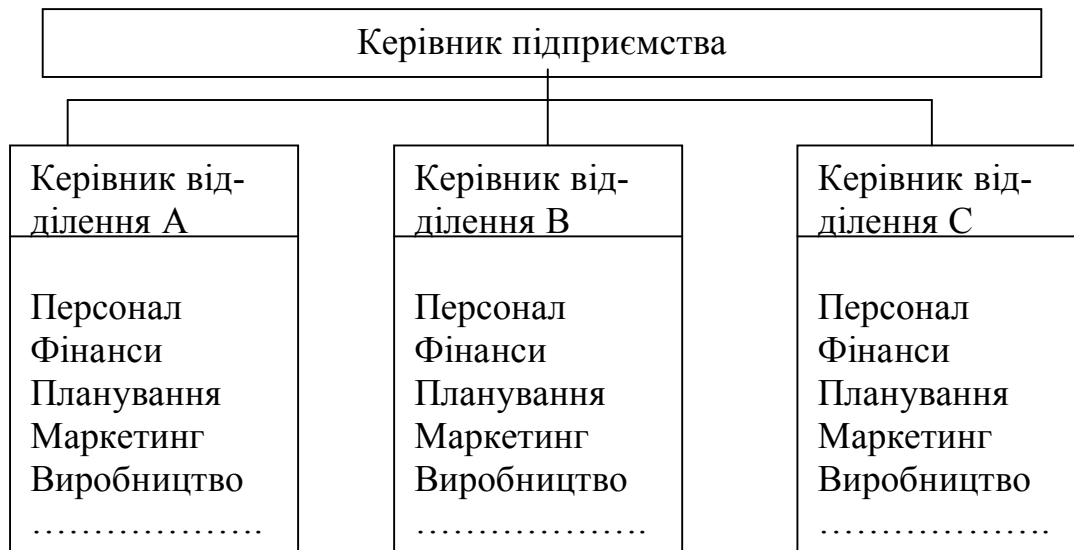 Керівник підприємства
Керівник від-
ділення А
Персонал
Фінанси
Планування
Маркетинг
Виробництво
……………….
Керівник від-
ділення В
Персонал
Фінанси
Планування
Маркетинг
Виробництво
……………….
Керівник від-
ділення С
Персонал
Фінанси
Планування
Маркетинг
Виробництво
……………….